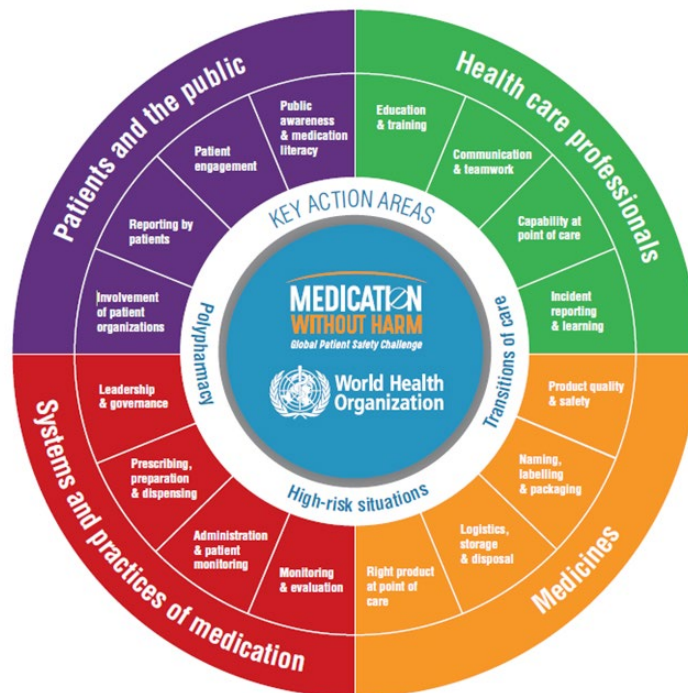 Patients and the public
Public
awareness
& medication
literacy
Patient
engagement
Reporting by
patients
Involvement
of patient
organizations
Health care professionals
Education
& training
Communication
& teamwork
Capability at
point of care
Incident
reporting
& learning
Medicines
Product quality
& safety
Naming,
labelling
& packaging
Logistics,
storage
& disposal
Right product
at point of
care
Systems and practices of medication
Leadership
& governance
Prescribing,
preparation
& dispensing
Administration
& patient
monitoring
Monitoring
& evaluation
KEY ACTION AREAS
Polypharmacy
Transitions of care
High-risk situations
MEDICATION
WITHOUT HARM
Global Patient Safety Challenge
World Health
Organization